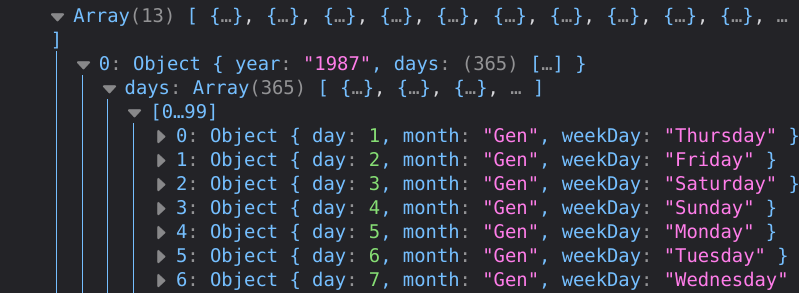 Array(13) [ {…}, {…}, {…}, {…}, {…}, {…}, {…}, {…}, {…}, {…}, …
]
0: Object { year: "1987", days: (365) […] }
days: Array(365) [ {…}, {…}, {…}, … ]
[0…99]
0: Object { day: 1, month: "Gen", weekDay: "Thursday" }
1: Object { day: 2, month: "Gen", weekDay: "Friday" }
2: Object { day: 3, month: "Gen", weekDay: "Saturday" }
3: Object { day: 4, month: "Gen", weekDay: "Sunday" }
4: Object { day: 5, month: "Gen", weekDay: "Monday" }
5: Object { day: 6, month: "Gen", weekDay: "Tuesday" }
6: Object { day: 7, month: "Gen", weekDay: "Wednesday"